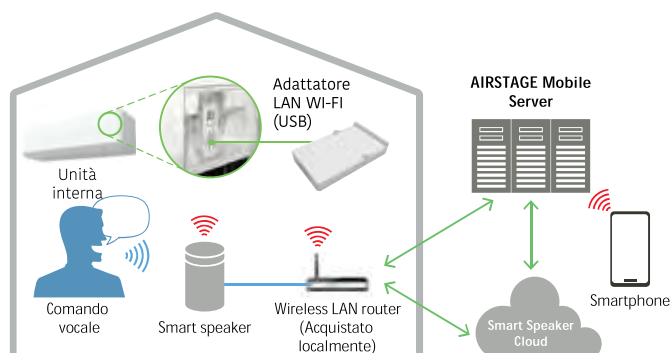 Adattatore
LAN WI-FI
(USB)
AIRSTAGE Mobile
Server
Unità
interna
Comando
vocale
Smart speaker
Wireless LAN router
(Acquistato
localmente)
Smart Speaker
Cloud
Smartphone